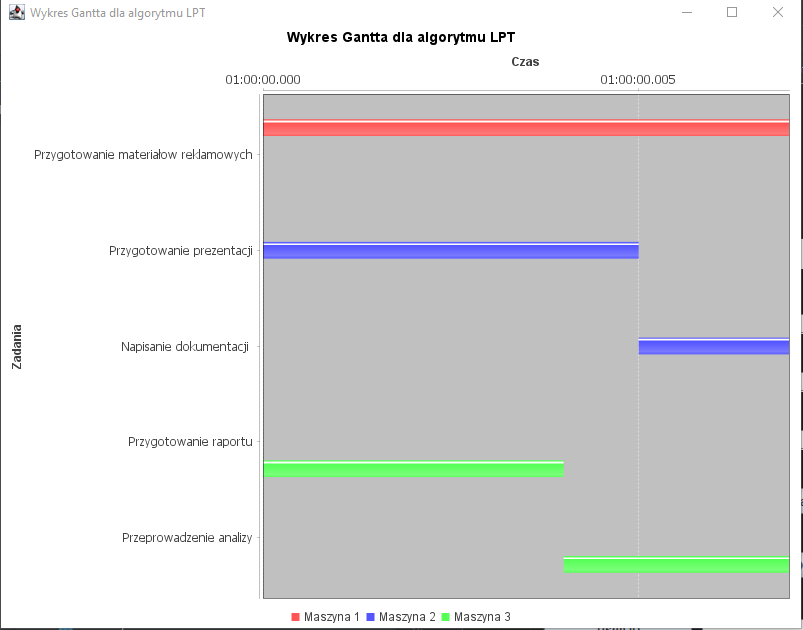 Wykres Gantta dla algorytmu LPT
Wykres Gantta dla algorytmu LPT
Czas
01:00:00.000 01:00:00.005
Przygotowanie materiałow reklamowych
Przygotowanie prezentacji
Napisanie dokumentacji
Zadania
Przygotowanie raportu
Przeprowadzenie analizy
Maszyna 1 Maszyna 2 Maszyna 3